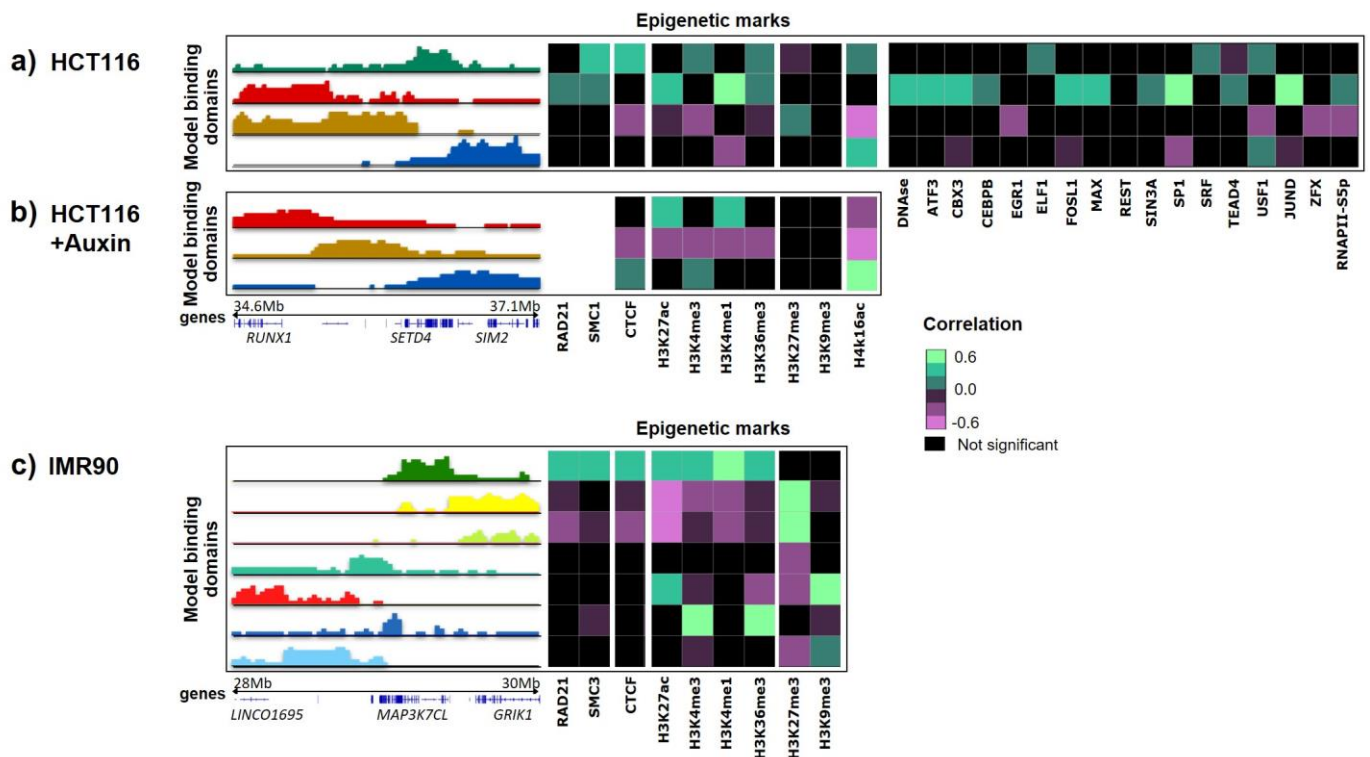 Epigenetic marks
a) HCT116
Model binding
domains
DNAse
ATF3
CBX3
CEBPB
EGR1
ELF1
FOSL1
MAX
REST
SIN3A
SP1
SRF
TEAD4
USF1
JUND
ZFX
RNAPII-S5p
b) HCT116
+Auxin
Model binding
domains
34.6Mb 37.1Mb
genes
RUNX1 SETD4 SIM2
RAD21
SMC1
CTCF
H3K27ac
H3K4me3
H3K4me1
H3K36me3
H3K27me3
H3K9me3
H4k16ac
Correlation
0.6
0.0
-0.6
Not significant
Epigenetic marks
c) IMR90
Model binding
domains
28Mb 30Mb
genes
LINCO1695 MAP3K7CL GRIK1
RAD21
SMC3
CTCF
H3K27ac
H3K4me3
H3K4me1
H3K36me3
H3K27me3
H3K9me3